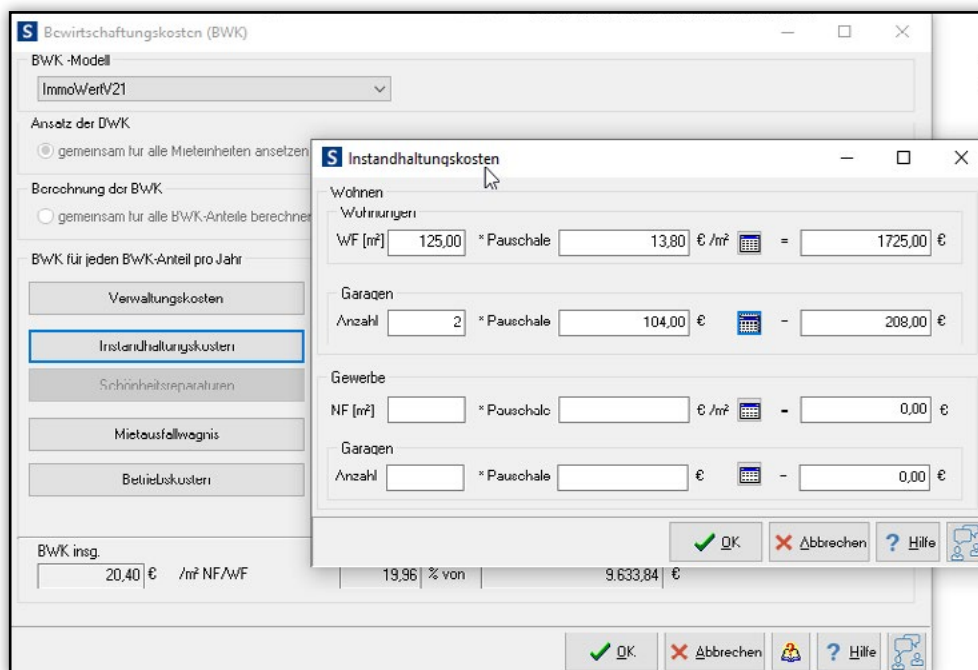 S Bewirtschaftungskosten (BWK)
BWK -Modell
ImmoWertV21
Ansatz der BWK
gemeinsam für alle Mieteinheiten ansetzen
Berechnung der BWK
gemeinsam für alle BWK-Anteile berechnen
BWK für jeden BWK-Anteil pro Jahr
Verwaltungskosten
Instandhaltungskosten
Schönheitsreparaturen
Mietausfallwagnis
Betriebskosten
BWK insg.
20,40 € /m² NF/WF 19,96 % von 9.633,84 €
OK Abbrechen ? Hilfe
S Instandhaltungskosten
Wohnen
Wohnungen
WF [m²] 125,00 * Pauschale 13,80 € /m² = 1725,00 €
Garagen
Anzahl 2 * Pauschale 104,00 € = 208,00 €
Gewerbe
NF [m²] * Pauschale € /m² = 0,00 €
Garagen
Anzahl * Pauschale € = 0,00 €
OK Abbrechen ? Hilfe